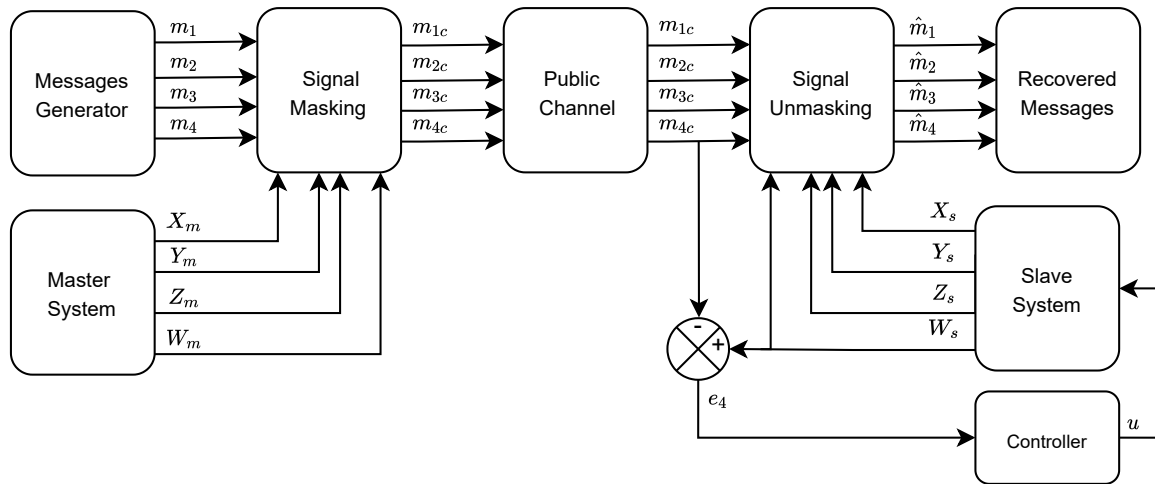 m₁ m₁c m₁c m̂₁
m₂ m₂c m₂c m̂₂
m₃ m₃c m₃c m̂₃
m₄ m₄c m₄c m̂₄
Messages
Generator
Signal
Masking
Public
Channel
Signal
Unmasking
Recovered
Messages
Xₘ
Yₘ
Zₘ
Wₘ
Master
System
Xₛ
Yₛ
Zₛ
Wₛ
Slave
System
-
+
e₄
Controller
u